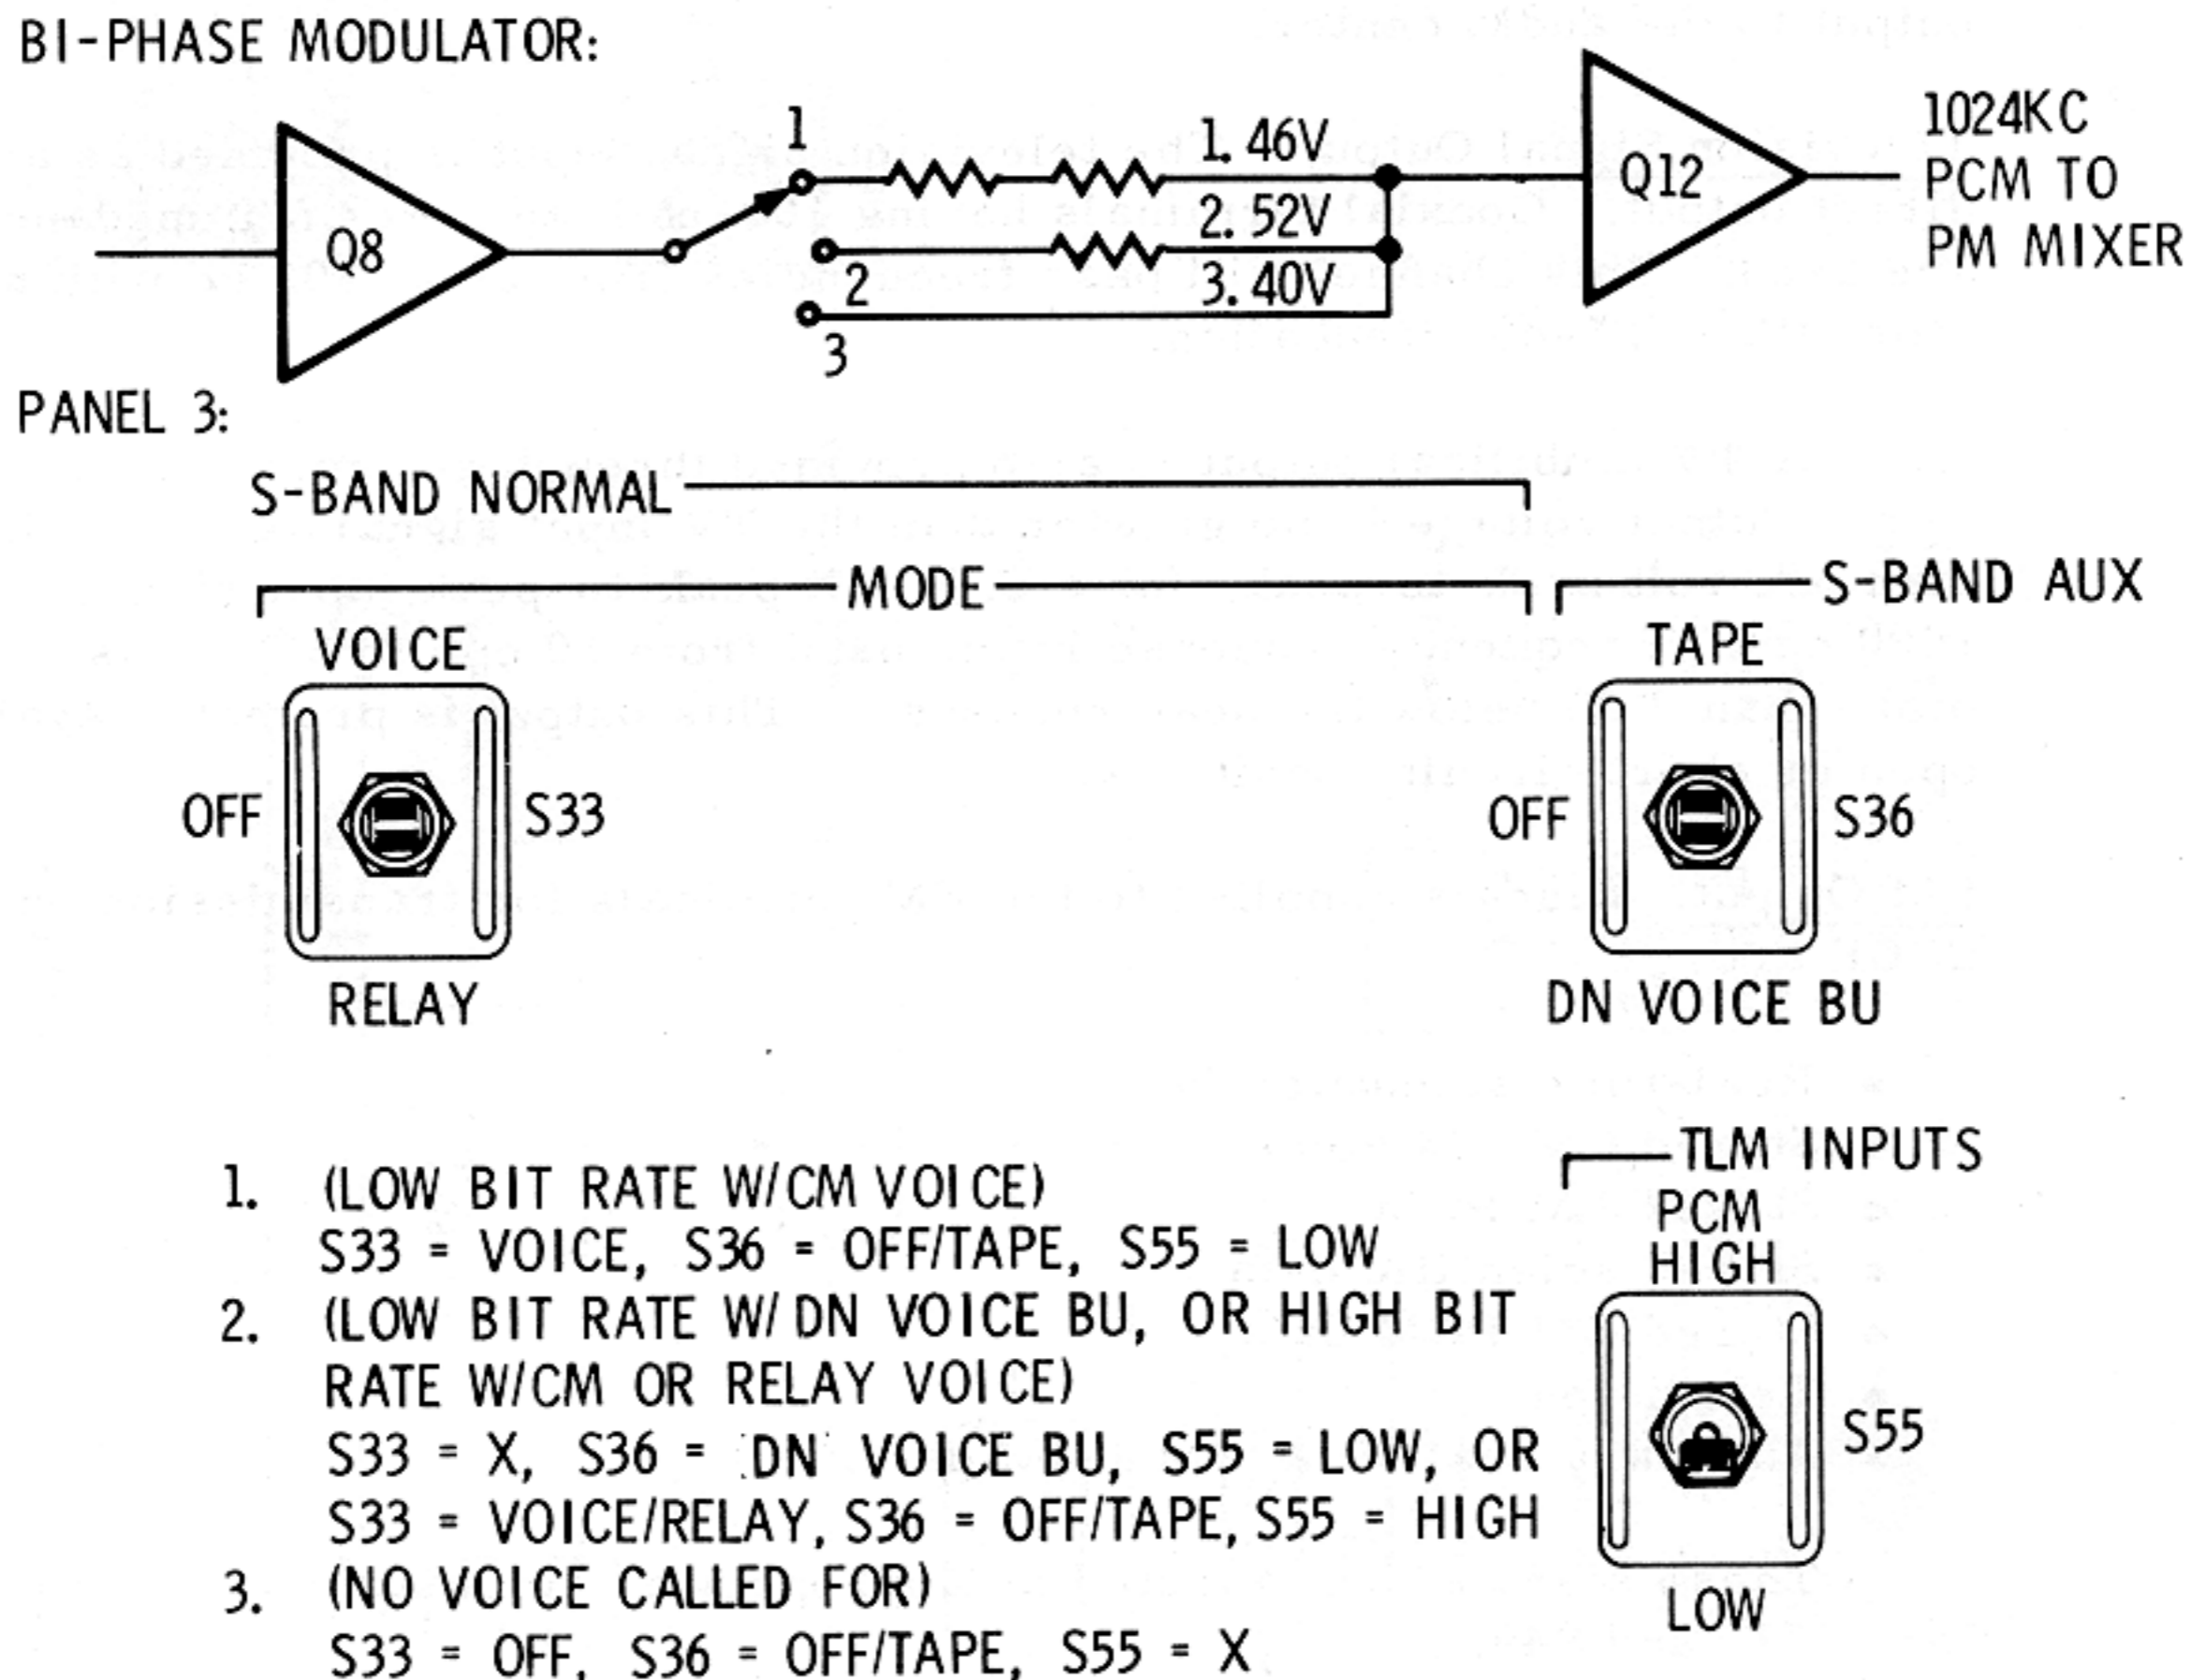 BI-PHASE MODULATOR:
Q8
1
2
3
1.46V
2.52V
3.40V
Q12
1024KC
PCM TO
PM MIXER
PANEL 3:
S-BAND NORMAL
MODE
S-BAND AUX
VOICE
OFF
S33
RELAY
TAPE
OFF
S36
DN VOICE BU
1. (LOW BIT RATE W/CM VOICE)
S33 = VOICE, S36 = OFF/TAPE, S55 = LOW
2. (LOW BIT RATE W/DN VOICE BU, OR HIGH BIT
RATE W/CM OR RELAY VOICE)
S33 = X, S36 = DN VOICE BU, S55 = LOW, OR
S33 = VOICE/RELAY, S36 = OFF/TAPE, S55 = HIGH
3. (NO VOICE CALLED FOR)
S33 = OFF, S36 = OFF/TAPE, S55 = X
TLM INPUTS
PCM
HIGH
S55
LOW